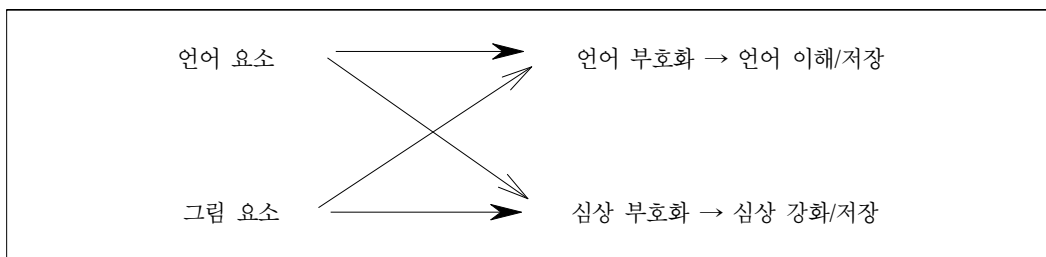 언어 요소 언어 부호화 → 언어 이해/저장
그림 요소 심상 부호화 → 심상 강화/저장